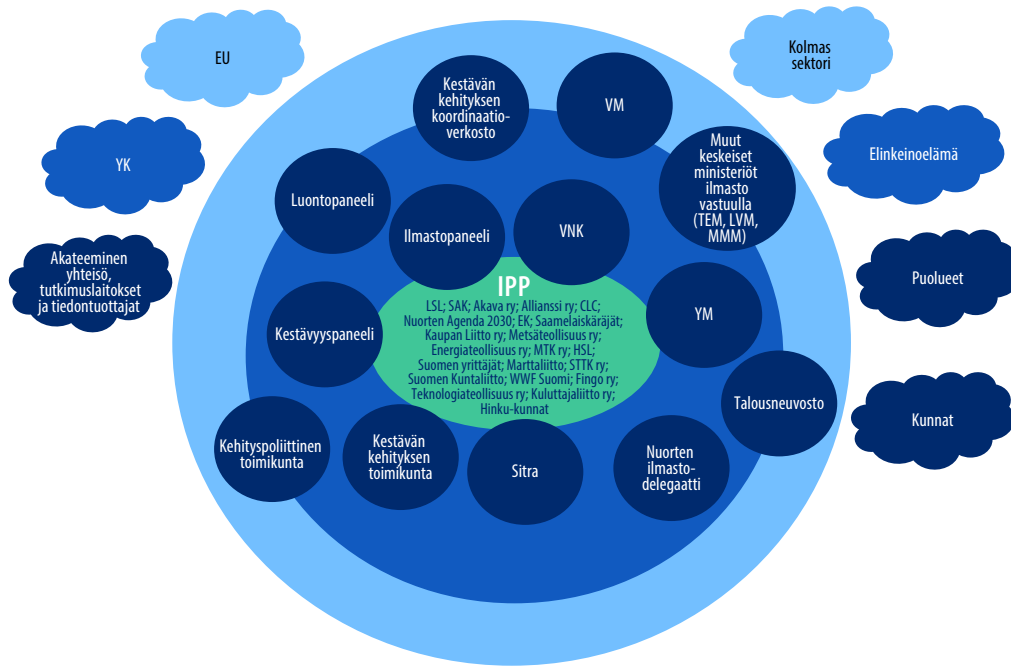 EU
Kolmas
sektori
YK
Elinkeinoelämä
Akateeminen
yhteisö,
tutkimuslaitokset
ja tiedontuottajat
Puolueet
Kunnat
Kestävän
kehityksen
koordinaatio-
verkosto
VM
Muut
keskeiset
ministeriöt
ilmasto
vastuulla
(TEM, LVM,
MMM)
Luontopaneeli
Ilmastopaneeli
VNK
Kestävyyspaneeli
YM
IPP
LSL; SAK; Akava ry; Allianssi ry; CLC;
Nuorten Agenda 2030; EK; Saamelaiskäräjät;
Kaupan Liitto ry; Metsäteollisuus ry;
Energiateollisuus ry; MTK ry; HSL;
Suomen yrittäjät; Marttaliitto; STTK ry;
Suomen Kuntaliitto; WWF Suomi; Fingo ry;
Teknologiateollisuus ry; Kuluttajaliitto ry;
Hinku-kunnat
Talousneuvosto
Kehityspoliittinen
toimikunta
Kestävän
kehityksen
toimikunta
Sitra
Nuorten
ilmasto-
delegaatti